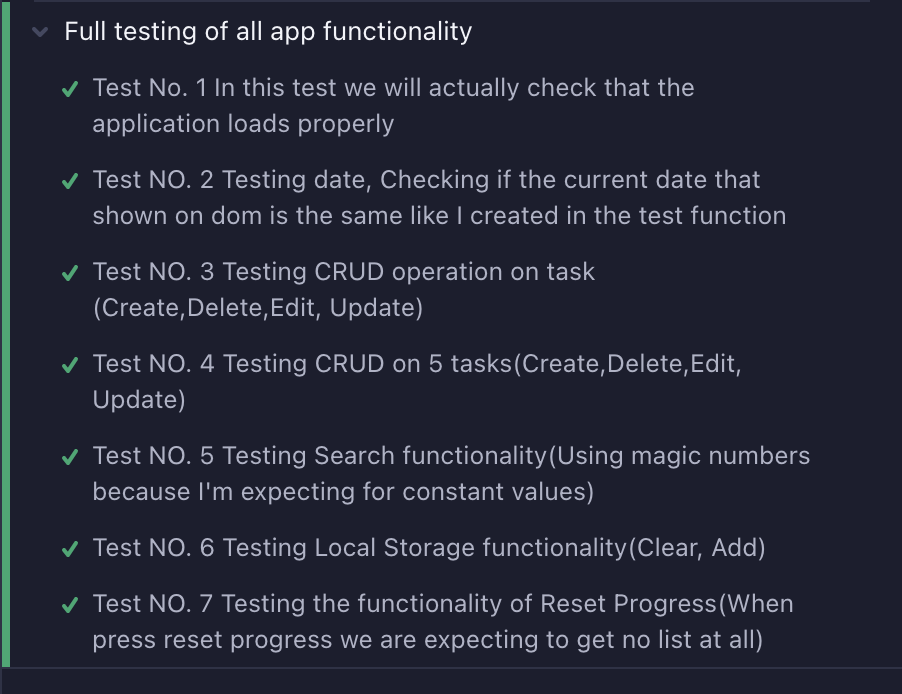 Full testing of all app functionality
Test No. 1 In this test we will actually check that the
application loads properly
Test NO. 2 Testing date, Checking if the current date that
shown on dom is the same like I created in the test function
Test NO. 3 Testing CRUD operation on task
(Create,Delete,Edit, Update)
Test NO. 4 Testing CRUD on 5 tasks(Create,Delete,Edit,
Update)
Test NO. 5 Testing Search functionality(Using magic numbers
because I'm expecting for constant values)
Test NO. 6 Testing Local Storage functionality(Clear, Add)
Test NO. 7 Testing the functionality of Reset Progress(When
press reset progress we are expecting to get no list at all)